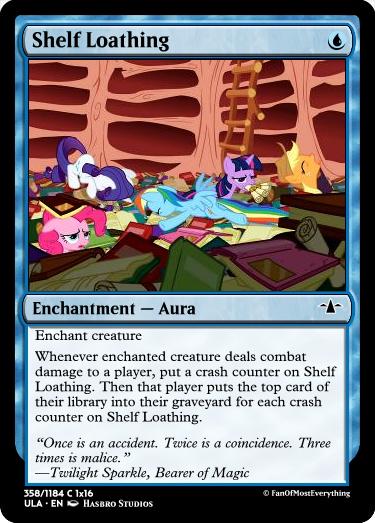 Shelf Loathing
Enchantment — Aura
Enchant creature
Whenever enchanted creature deals combat
damage to a player, put a crash counter on Shelf
Loathing. Then that player puts the top card of
their library into their graveyard for each crash
counter on Shelf Loathing.
“Once is an accident. Twice is a coincidence. Three
times is malice.”
—Twilight Sparkle, Bearer of Magic
358/1184 C 1x16
ULA • EN Hasbro Studios
© FanOfMostEverything